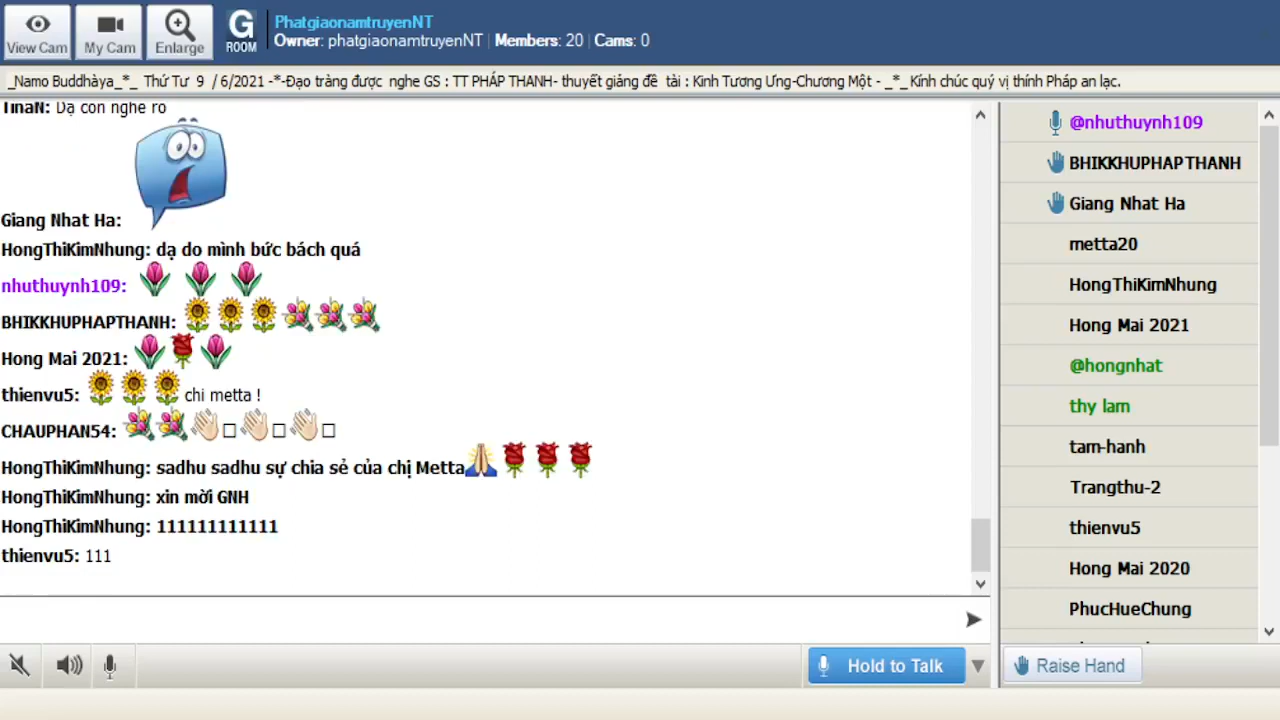 View Cam
My Cam
Enlarge
G
ROOM
PhatgiaonamtruyenNT
Owner: phatgiaonamtruyenNT | Members: 20 | Cams: 0
_Namo Buddhàya_*_ Thứ Tư 9 / 6/2021 -*-Đạo tràng được nghe GS : TT PHÁP THANH- thuyết giảng đề tài : Kinh Tương Ưng-Chương Một - _*_Kính chúc quý vị thính Pháp an lạc.
TinaN: Dạ con nghe rõ
Giang Nhat Ha:
HongThiKimNhung: dạ do mình bức bách quá
nhuthuynh109:
BHIKKHUPHAPTHANH:
Hong Mai 2021:
thienvu5: chi metta !
CHAUPHAN54:
HongThiKimNhung: sadhu sadhu sự chia sẻ của chị Metta
HongThiKimNhung: xin mời GNH
HongThiKimNhung: 111111111111
thienvu5: 111
@nhuthuynh109
BHIKKHUPHAPTHANH
Giang Nhat Ha
metta20
HongThiKimNhung
Hong Mai 2021
@hongnhat
thy lam
tam-hanh
Trangthu-2
thienvu5
Hong Mai 2020
PhucHueChung
Hold to Talk
Raise Hand